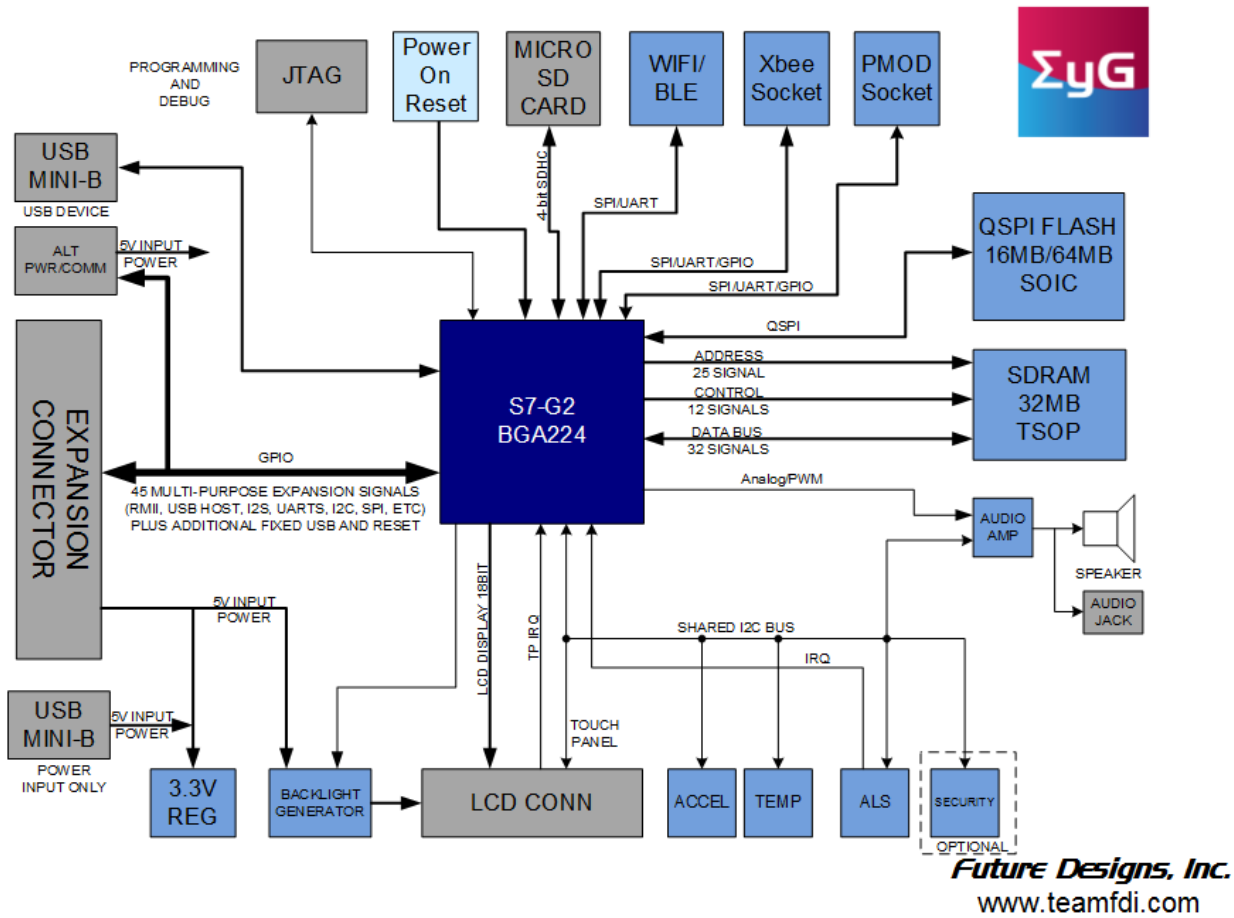 PROGRAMMING
AND
DEBUG
JTAG
Power
On
Reset
MICRO
SD
CARD
WIFI/
BLE
Xbee
Socket
PMOD
Socket
ΣyG
USB
MINI-B
USB DEVICE
ALT
PWR/COMM
5V INPUT
POWER
4-bit SDHC
SPI/UART
SPI/UART/GPIO
SPI/UART/GPIO
QSPI FLASH
16MB/64MB
SOIC
QSPI
ADDRESS
25 SIGNAL
CONTROL
12 SIGNALS
DATA BUS
32 SIGNALS
SDRAM
32MB
TSOP
S7-G2
BGA224
EXPANSION
CONNECTOR
GPIO
45 MULTI-PURPOSE EXPANSION SIGNALS
(RMII, USB HOST, I2S, UARTS, I2C, SPI, ETC)
PLUS ADDITIONAL FIXED USB AND RESET
Analog/PWM
AUDIO
AMP
SPEAKER
AUDIO
JACK
5V INPUT
POWER
LCD DISPLAY 18BIT
TP IRQ
SHARED I2C BUS
IRQ
USB
MINI-B
POWER
INPUT ONLY
5V INPUT
POWER
TOUCH
PANEL
3.3V
REG
BACKLIGHT
GENERATOR
LCD CONN
ACCEL
TEMP
ALS
SECURITY
OPTIONAL
Future Designs, Inc.
www.teamfdi.com